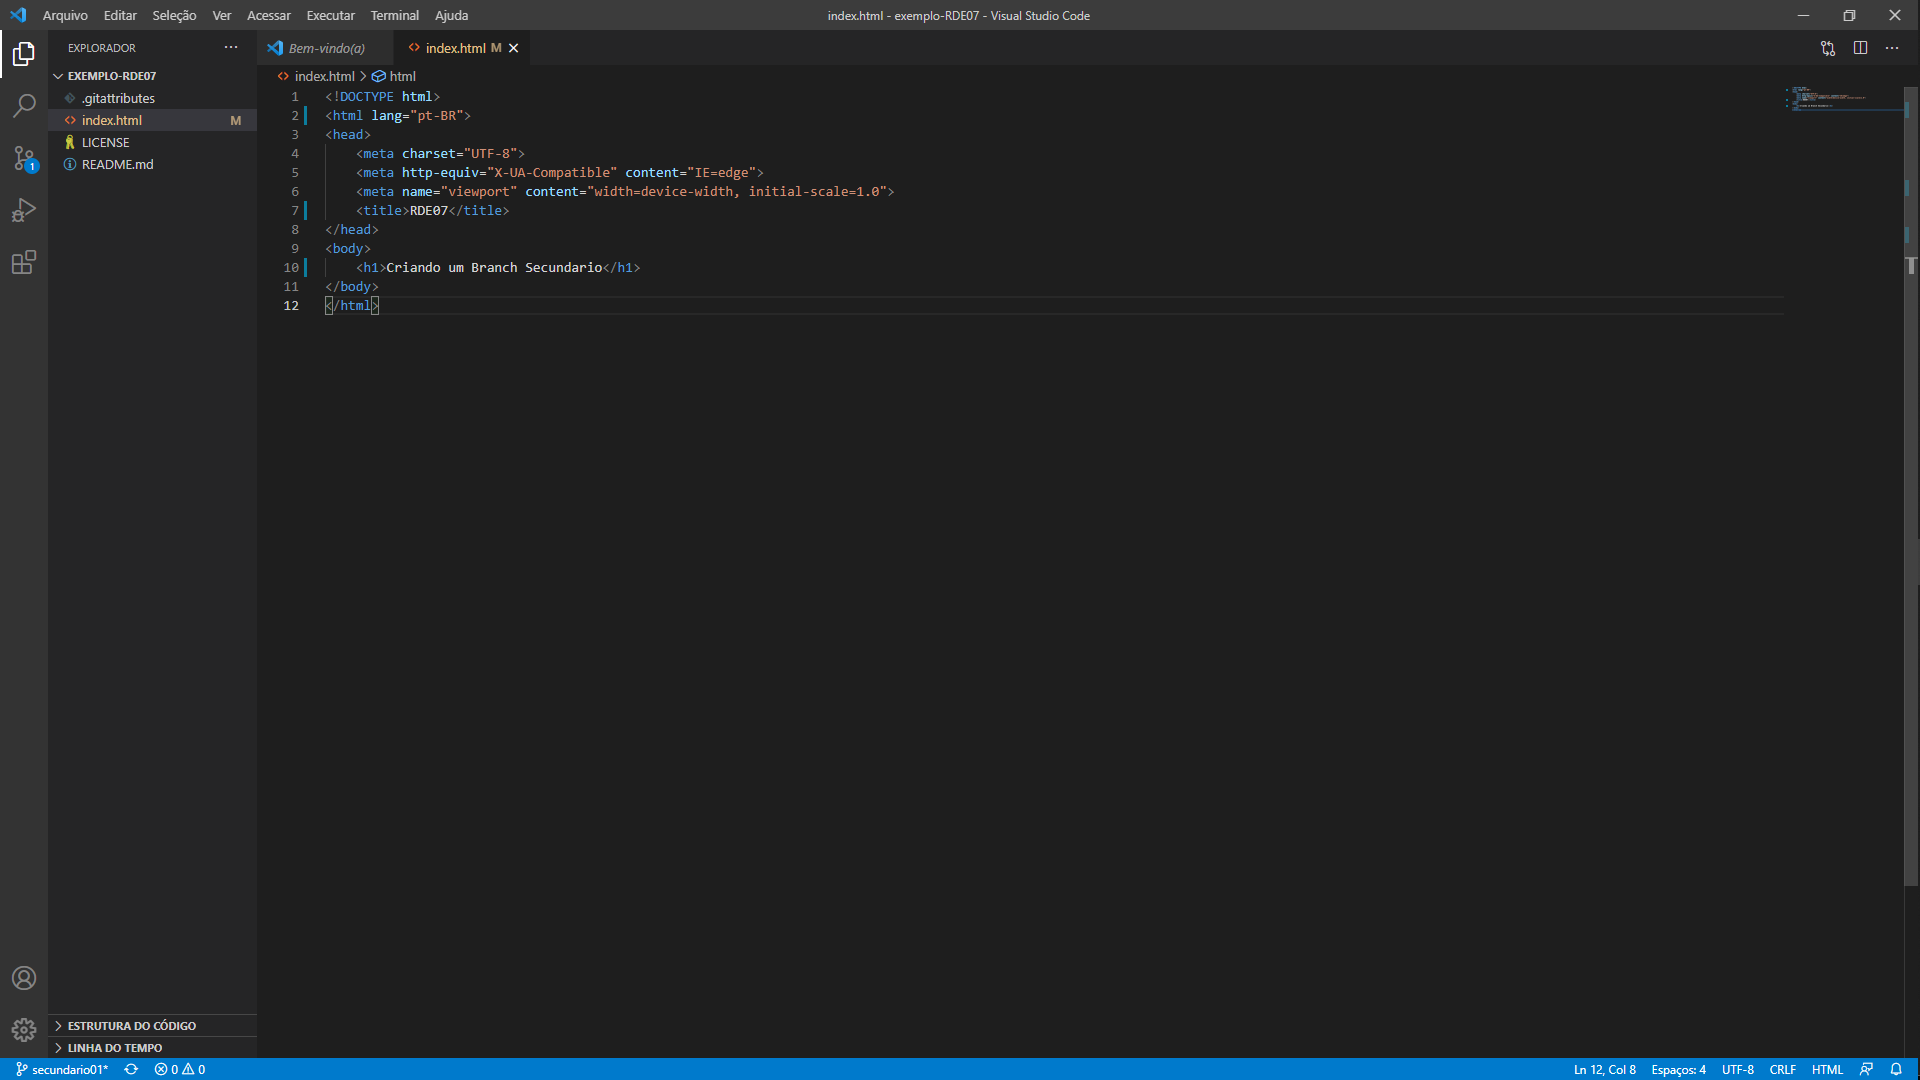 Arquivo Editar Seleção Ver Acessar Executar Terminal Ajuda
index.html - exemplo-RDE07 - Visual Studio Code
EXPLORADOR
Bem-vindo(a)
index.html M
EXEMPLO-RDE07
.gitattributes
index.html M
LICENSE
README.md
1
index.html > html
1 <!DOCTYPE html>
2 <html lang="pt-BR">
3 <head>
4 <meta charset="UTF-8">
5 <meta http-equiv="X-UA-Compatible" content="IE=edge">
6 <meta name="viewport" content="width=device-width, initial-scale=1.0">
7 <title>RDE07</title>
8 </head>
9 <body>
10 <h1>Criando um Branch Secundario</h1>
11 </body>
12 </html>
ESTRUTURA DO CÓDIGO
LINHA DO TEMPO
secundario01* 0 0
Ln 12, Col 8 Espaços: 4 UTF-8 CRLF HTML